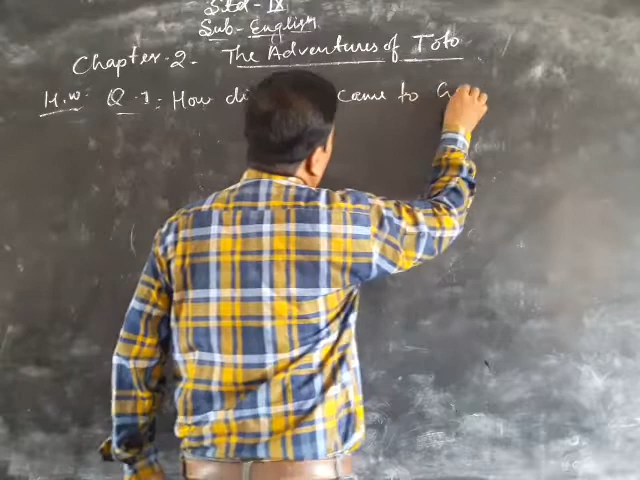 Std - IX
Sub - English
Chapter - 2 - The Adventures of Toto
H.W: Q.1: How di came to G